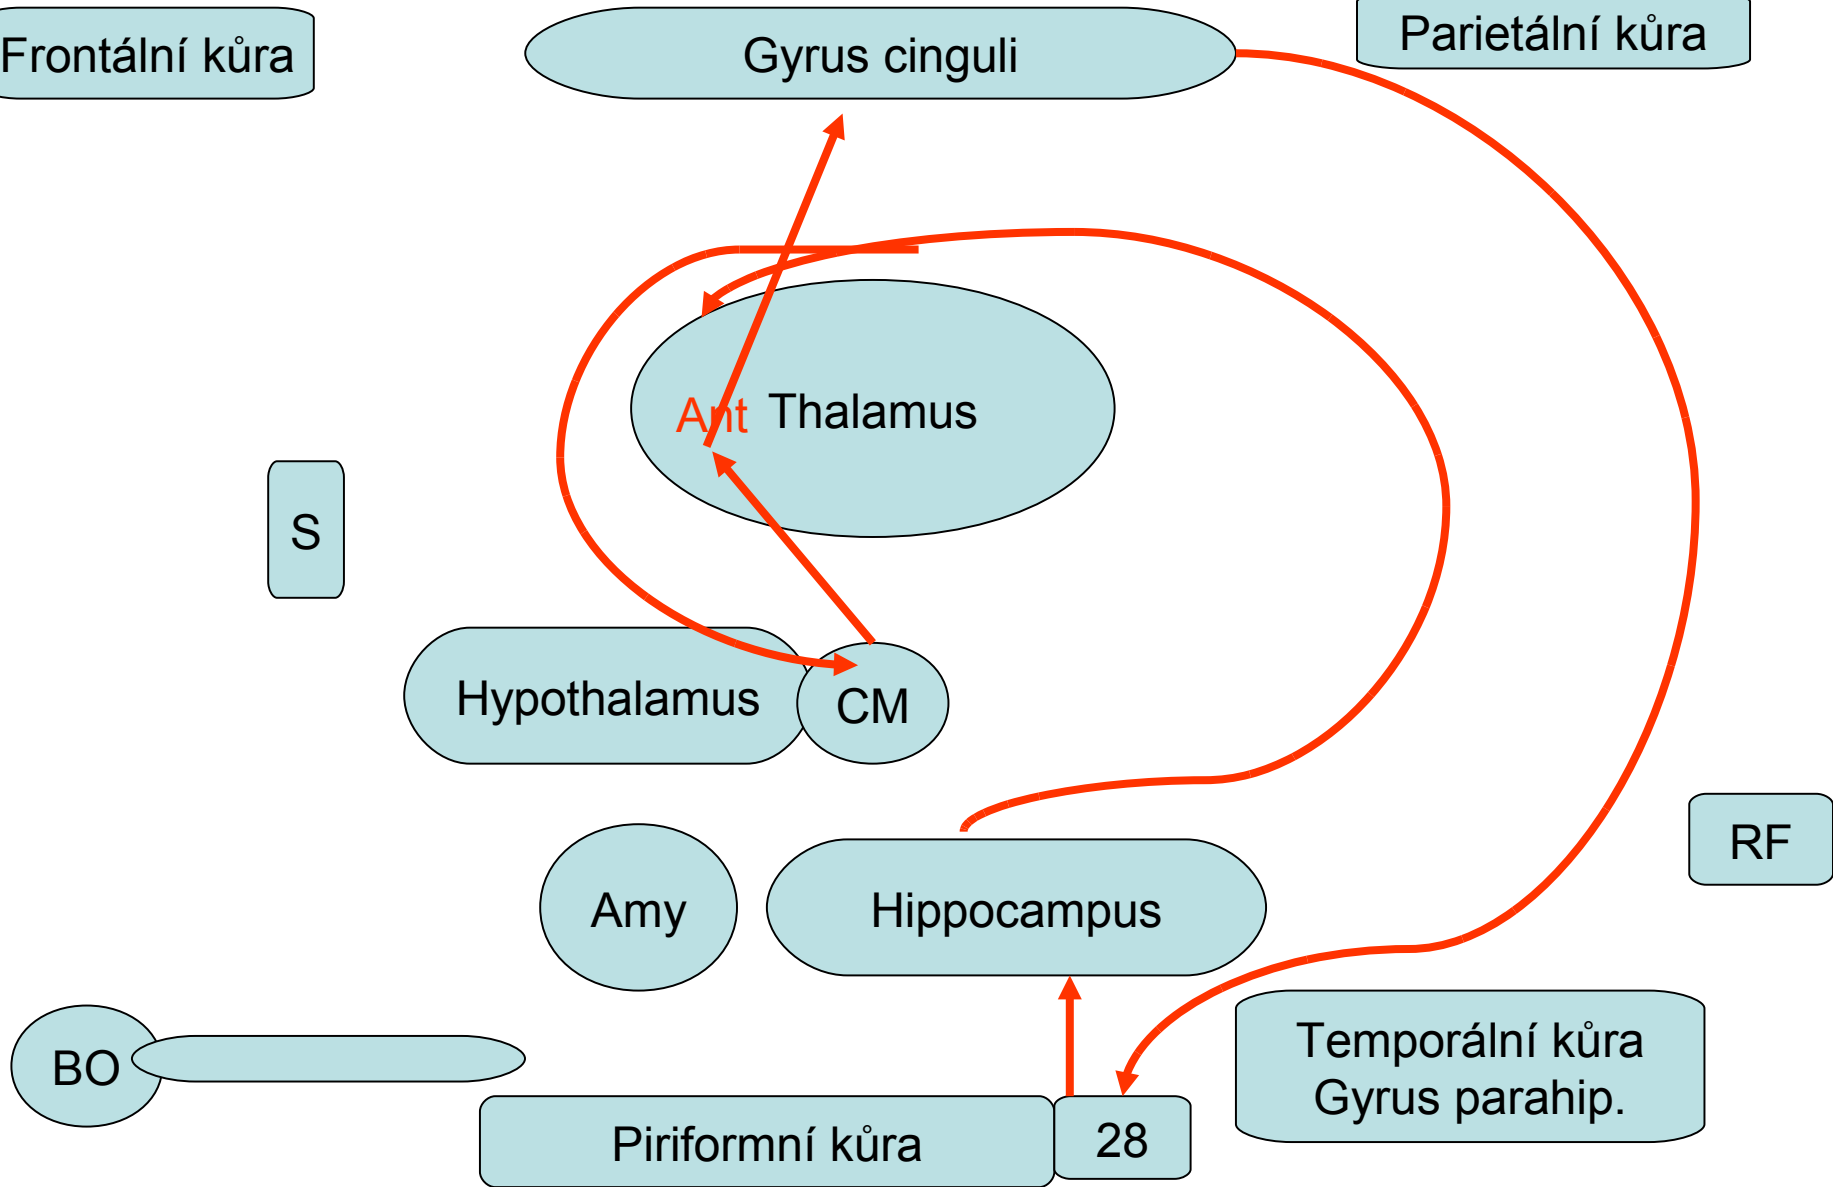 Frontální kůra
Gyrus cinguli
Parietální kůra
Ant Thalamus
S
Hypothalamus
CM
RF
Amy
Hippocampus
BO
Temporální kůra
Gyrus parahip.
Piriformní kůra
28